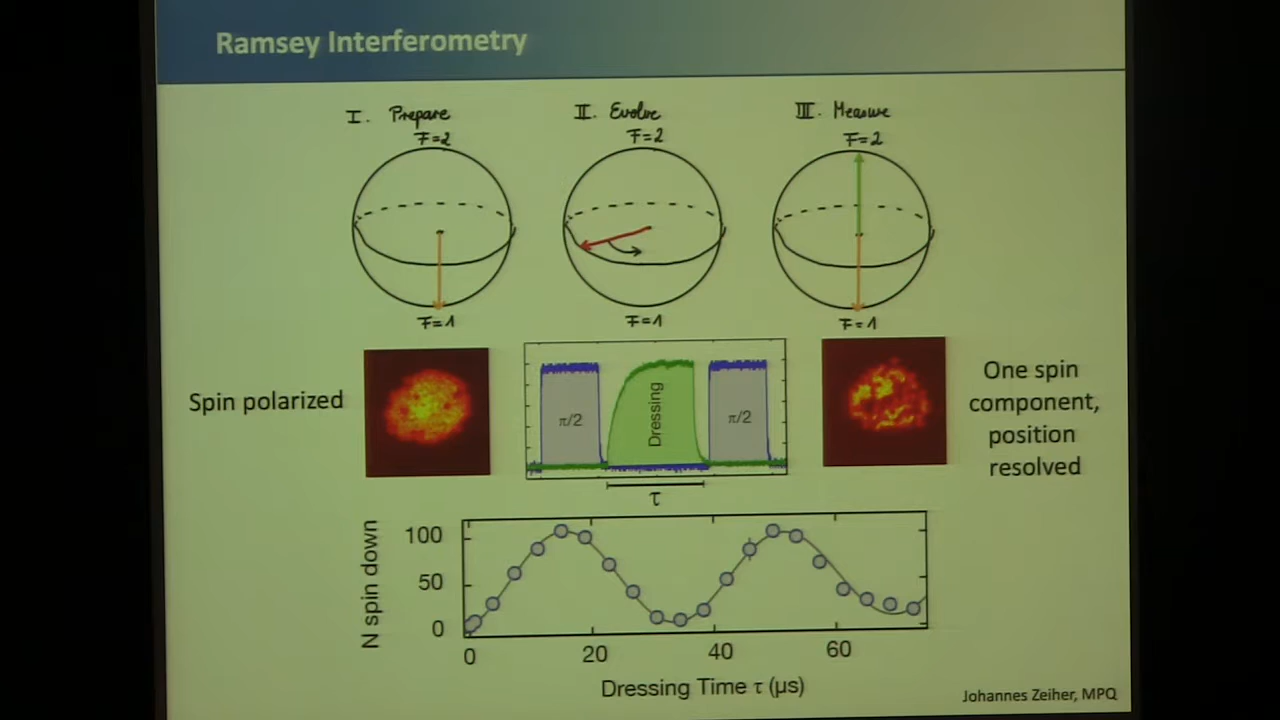 Ramsey Interferometry
I. Prepare
F=2
F=1
II. Evolve
F=2
F=1
III. Measure
F=2
F=1
Spin polarized
π/2
Dressing
π/2
τ
One spin
component,
position
resolved
N spin down
100
50
0
0
20
40
60
Dressing Time τ (μs)
Johannes Zeiher, MPQ